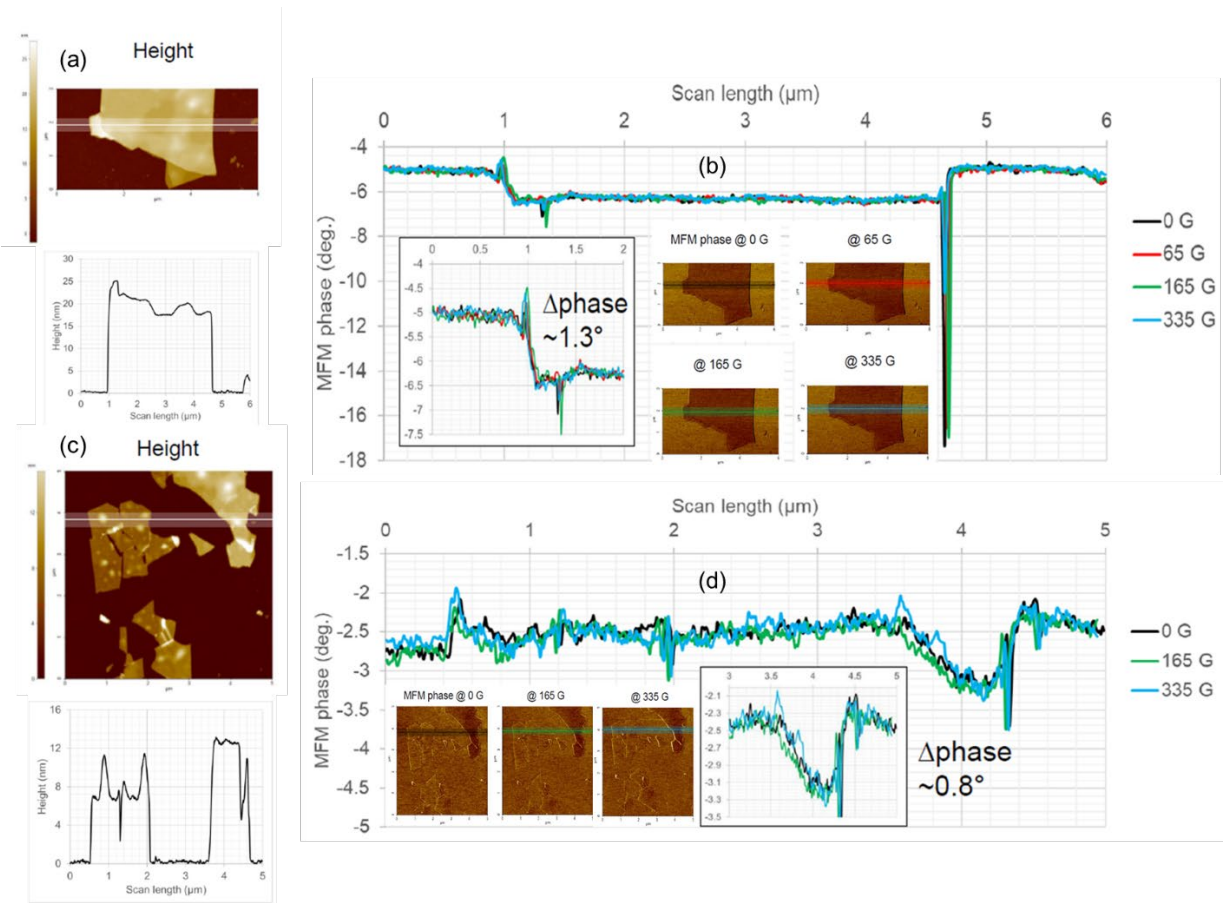 (a)
Height
Height (nm)
30
25
20
15
10
5
0
0 1 2 3 4 5 6
Scan length (µm)
Scan length (µm)
0 1 2 3 4 5 6
(b)
MFM phase (deg.)
-4
-6
-8
-10
-12
-14
-16
-18
0 G
65 G
165 G
335 G
0 0.5 1 1.5 2
-4
-4.5
-5
-5.5
-6
-6.5
-7
-7.5
Δphase
~1.3°
MFM phase @ 0 G
@ 65 G
@ 165 G
@ 335 G
(c)
Height
Height (nm)
16
12
8
4
0
0 1 2 3 4 5
Scan length (µm)
Scan length (µm)
0 1 2 3 4 5
(d)
MFM phase (deg.)
-1.5
-2
-2.5
-3
-3.5
-4
-4.5
-5
0 G
165 G
335 G
MFM phase @ 0 G
@ 165 G
@ 335 G
3 3.5 4 4.5 5
-2.1
-2.3
-2.5
-2.7
-2.9
-3.1
-3.3
-3.5
Δphase
~0.8°